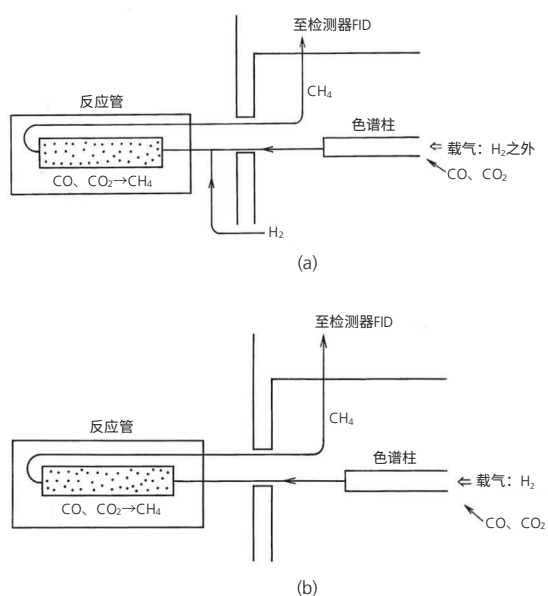 至检测器FID
CH₄
反应管
色谱柱
载气：H₂之外
CO、CO₂
CO、CO₂→CH₄
H₂
(a)
至检测器FID
CH₄
反应管
色谱柱
载气：H₂
CO、CO₂→CH₄
CO、CO₂
(b)